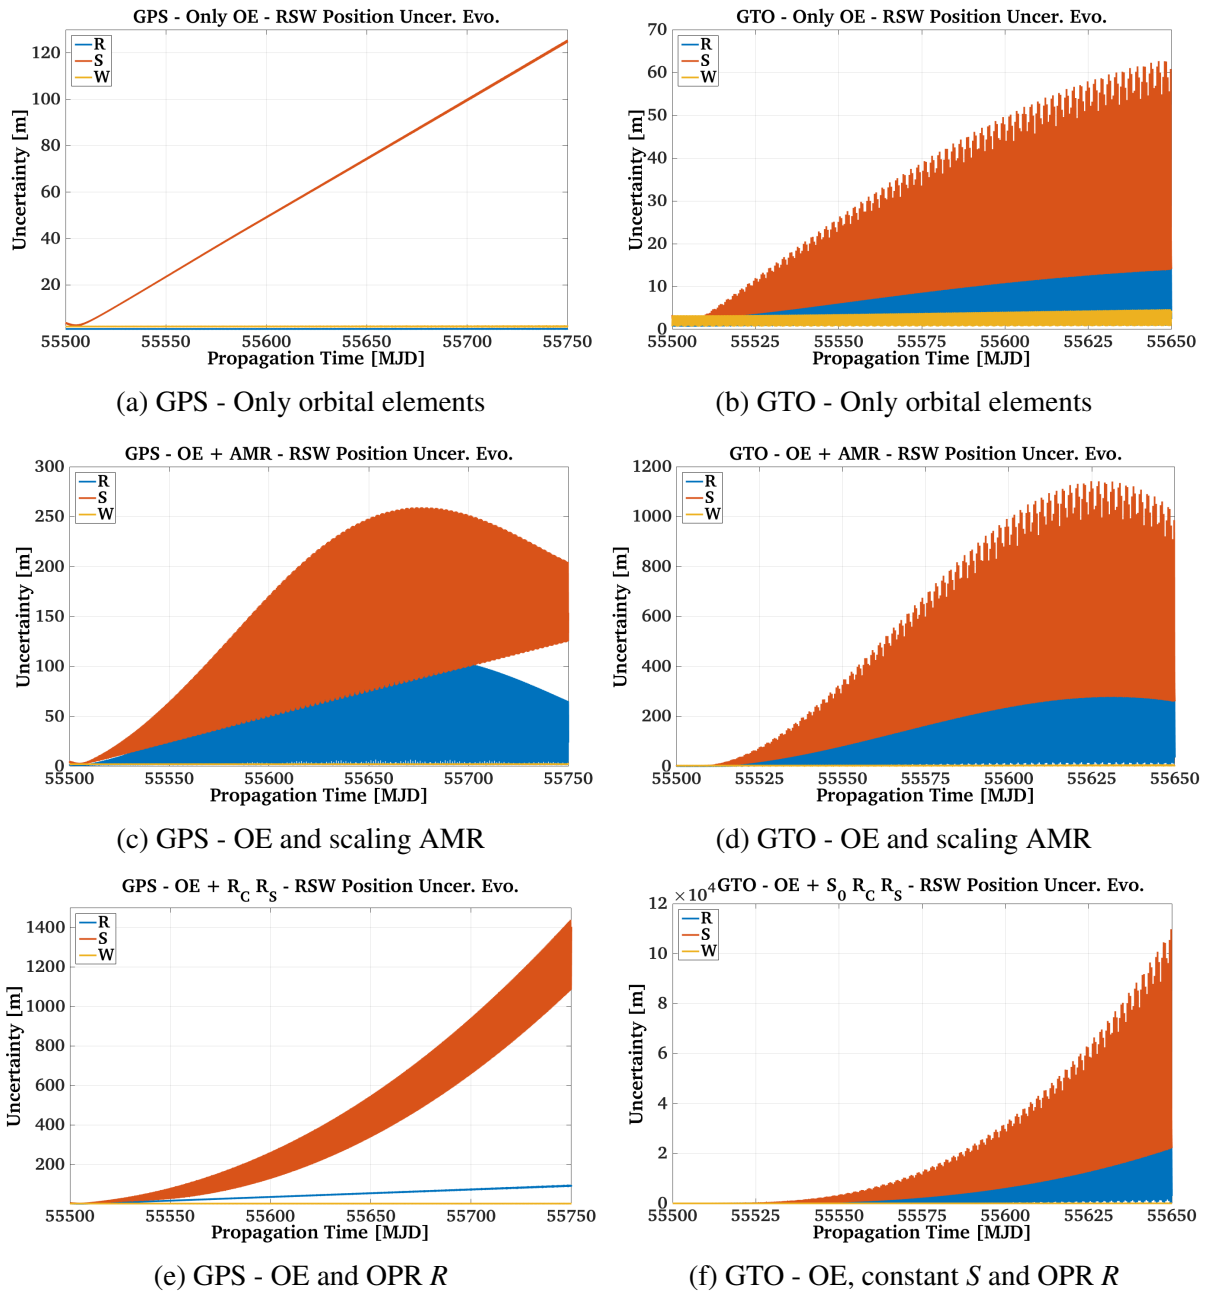 GPS - Only OE - RSW Position Uncer. Evo.
R
S
W
120
100
80
60
40
20
Uncertainty [m]
55500 55550 55600 55650 55700 55750
Propagation Time [MJD]
(a) GPS - Only orbital elements
GTO - Only OE - RSW Position Uncer. Evo.
R
S
W
70
60
50
40
30
20
10
0
Uncertainty [m]
55500 55525 55550 55575 55600 55625 55650
Propagation Time [MJD]
(b) GTO - Only orbital elements
GPS - OE + AMR - RSW Position Uncer. Evo.
R
S
W
300
250
200
150
100
50
0
Uncertainty [m]
55500 55550 55600 55650 55700 55750
Propagation Time [MJD]
(c) GPS - OE and scaling AMR
GTO - OE + AMR - RSW Position Uncer. Evo.
R
S
W
1200
1000
800
600
400
200
0
Uncertainty [m]
55500 55525 55550 55575 55600 55625 55650
Propagation Time [MJD]
(d) GTO - OE and scaling AMR
GPS - OE + R_C R_S - RSW Position Uncer. Evo.
R
S
W
1400
1200
1000
800
600
400
200
Uncertainty [m]
55500 55550 55600 55650 55700 55750
Propagation Time [MJD]
(e) GPS - OE and OPR R
×10^4 GTO - OE + S_0 R_C R_S - RSW Position Uncer. Evo.
R
S
W
12
10
8
6
4
2
0
Uncertainty [m]
55500 55525 55550 55575 55600 55625 55650
Propagation Time [MJD]
(f) GTO - OE, constant S and OPR R